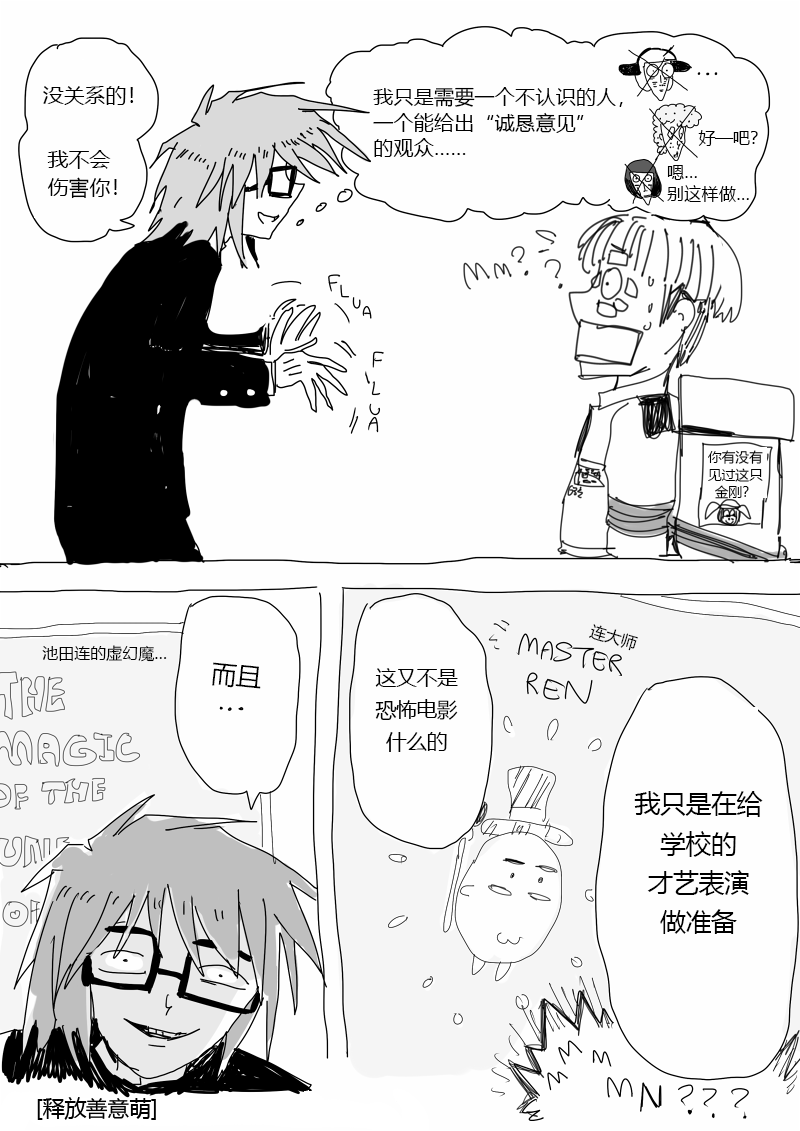 没关系的!
我不会
伤害你!
我只是需要一个不认识的人,
一个能给出“诚恳意见”
的观众……
...
好—吧?
嗯...
别这样做...
MM???
FLUA
FLUA
你有没有
见过这只
金刚?
池田连的虚幻魔...
THE
MAGIC
OF THE
UN
OF
而且
...
[释放善意萌]
这又不是
恐怖电影
什么的
连大师
MASTER
REN
我只是在给
学校的
才艺表演
做准备
MMMMN???